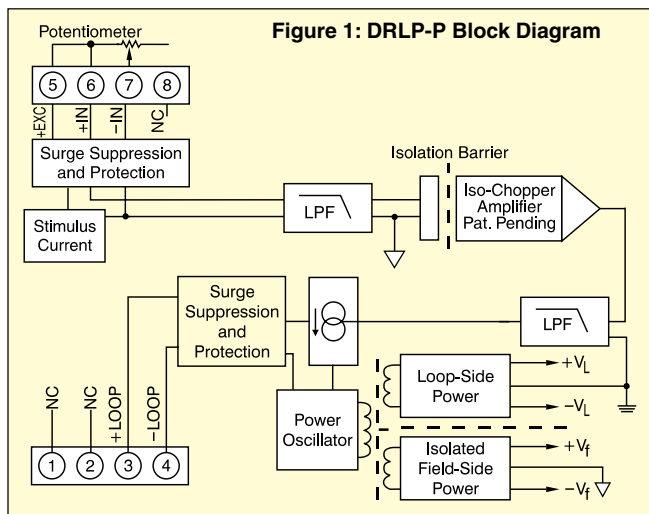 Figure 1: DRLP-P Block Diagram
Potentiometer
5 6 7 8
+EXC
+IN
−IN
NC
Surge Suppression
and Protection
Stimulus
Current
LPF
Isolation Barrier
Iso-Chopper
Amplifier
Pat. Pending
Surge
Suppression
and
Protection
LPF
Power
Oscillator
Loop-Side
Power
+VL
−VL
Isolated
Field-Side
Power
+Vf
−Vf
NC
NC
+LOOP
−LOOP
1 2 3 4